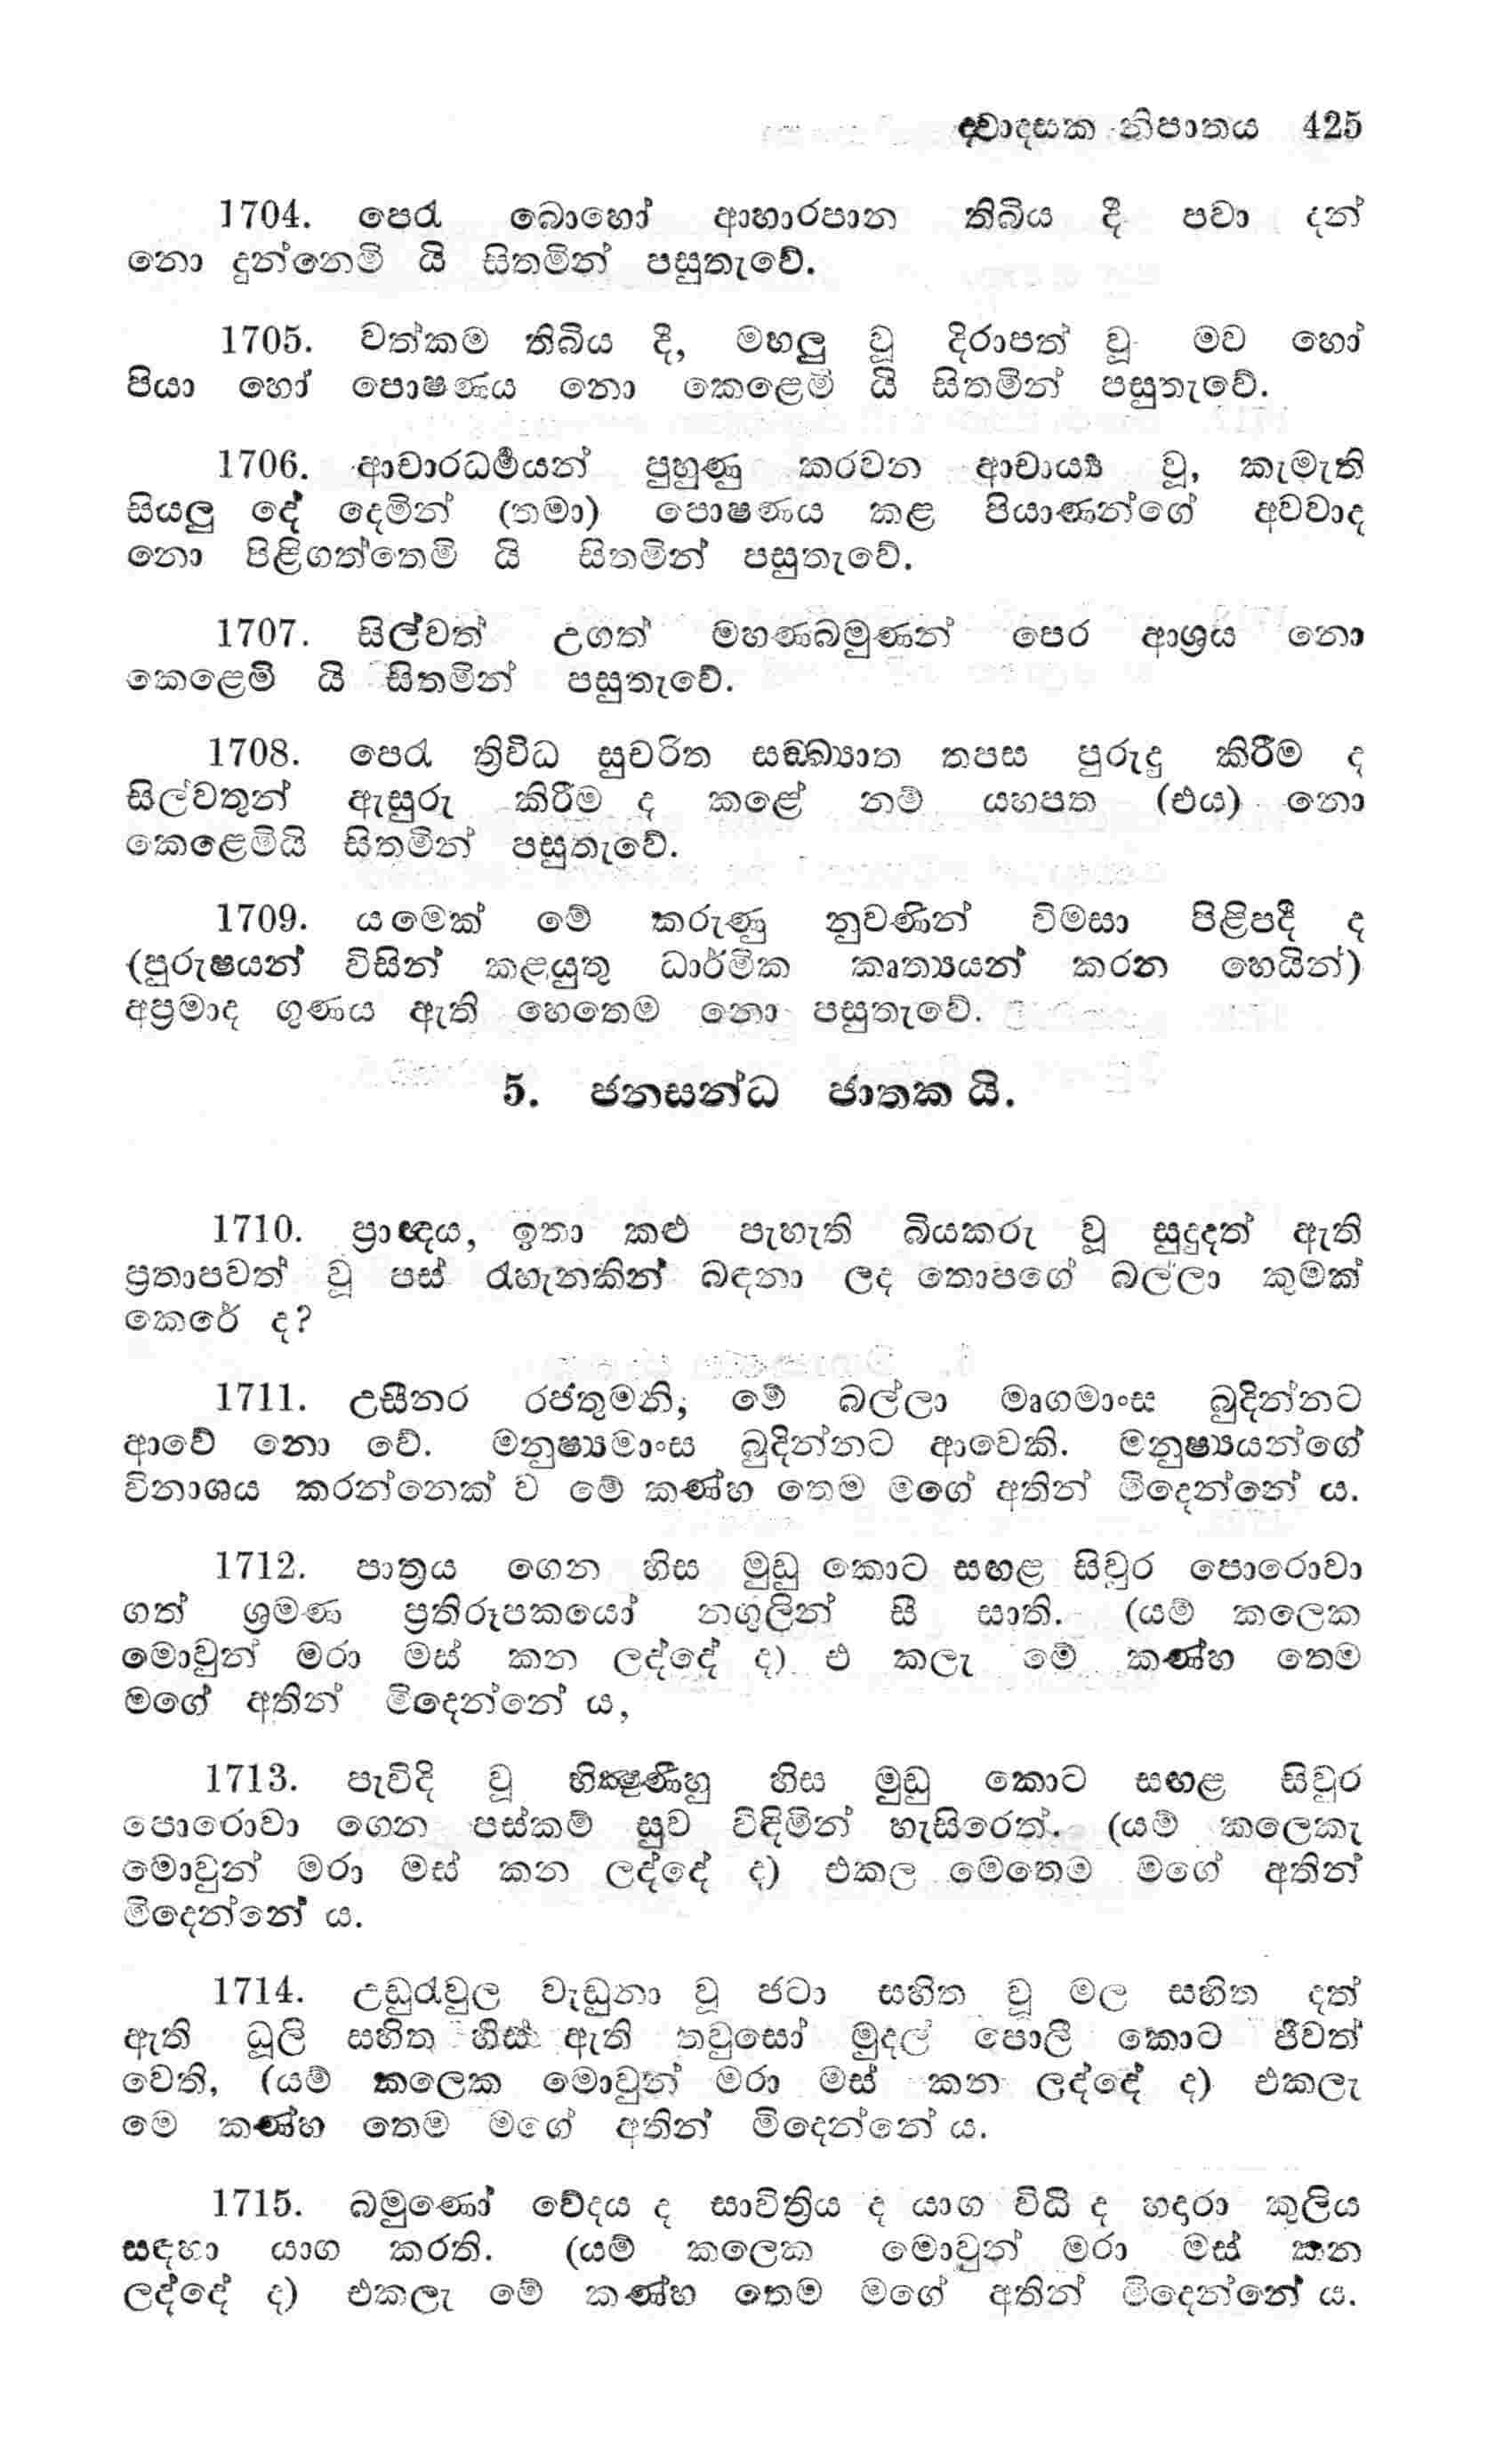 ද්වාදසක නිපාතය 425
1704. පෙරැ බොහෝ ආහාරපාන තිබිය දී පවා දන්
නො දුන්නෙමි යි සිතමින් පසුතැවේ.
1705. වත්කම තිබිය දී, මහලු වූ දිරාපත් වූ මව හෝ
පියා හෝ පොෂණය නො කෙළෙමි යි සිතමින් පසුතැවේ.
1706. ආචාරධර්‍මයන් පුහුණු කරවන ආචාර්‍ය්‍ය වූ, කැමැති
සියලු දේ දෙමින් (තමා) පොෂණය කළ පියාණන්ගේ අවවාද
නො පිළිගත්තෙමි යි සිතමින් පසුතැවේ.
1707. සිල්වත් උගත් මහණබමුණන් පෙර ආශ්‍රය නො
කෙළෙමි යි සිතමින් පසුතැවේ.
1708. පෙරැ ත්‍රිවිධ සුචරිත සඞ්ඛ්‍යාත තපස පුරුදු කිරීම ද
සිල්වතුන් ඇසුරු කිරීම ද කළේ නම් යහපත (එය) නො
කෙළෙමියි සිතමින් පසුතැවේ.
1709. යමෙක් මේ කරුණු නුවණින් විමසා පිළිපදී ද
(පුරුෂයන් විසින් කළයුතු ධාර්මික කෘත්‍යයන් කරන හෙයින්)
අප්‍රමාද ගුණය ඇති හෙතෙම නො පසුතැවේ.
5. ජනසන්ධ ජාතක යි.
1710. ප්‍රාඥය, ඉතා කළු පැහැති බියකරු වූ සුදුදත් ඇති
ප්‍රතාපවත් වූ පස් රැහැනකින් බඳනා ලද තොපගේ බල්ලා කුමක්
කෙරේ ද?
1711. උසීනර රජතුමනි, මේ බල්ලා මෘගමාංස බුදින්නට
ආවේ නො වේ. මනුෂ්‍යමාංස බුදින්නට ආවෙකි. මනුෂ්‍යයන්ගේ
විනාශය කරන්නෙක් ව මේ කණ්හ තෙම මගේ අතින් මිදෙන්නේ ය.
1712. පාත්‍රය ගෙන හිස මුඩු කොට සඟළ සිවුර පොරොවා
ගත් ශ්‍රමණ ප්‍රතිරූපකයෝ නගුලින් සී සාති. (යම් කලෙක
මොවුන් මරා මස් කන ලද්දේ ද) එ කලැ මේ කණ්හ තෙම
මගේ අතින් මිදෙන්නේ ය,
1713. පැවිදි වූ භික්‍ෂුණීහු හිස මුඩු කොට සඟළ සිවුර
පොරොවා ගෙන පස්කම් සුව විඳිමින් හැසිරෙත්. (යම් කලෙකැ
මොවුන් මරා මස් කන ලද්දේ ද) එකල මෙතෙම මගේ අතින්
මිදෙන්නේ ය.
1714. උඩුරැවුල වැඩුනා වූ ජටා සහිත වූ මල සහිත දත්
ඇති ධූලි සහිත හිස් ඇති තවුසෝ මුදල් පොලී කොට ජීවත්
වෙති, (යම් කලෙක මොවුන් මරා මස් කන ලද්දේ ද) එකලැ
මෙ කණ්හ තෙම මගේ අතින් මිදෙන්නේ ය.
1715. බමුණෝ වේදය ද සාවිත්‍රිය ද යාග විධි ද හදාරා කුලිය
සඳහා යාග කරති. (යම් කලෙක මොවුන් මරා මස් කන
ලද්දේ ද) එකලැ මේ කණ්හ තෙම මගේ අතින් මිදෙන්නේ ය.